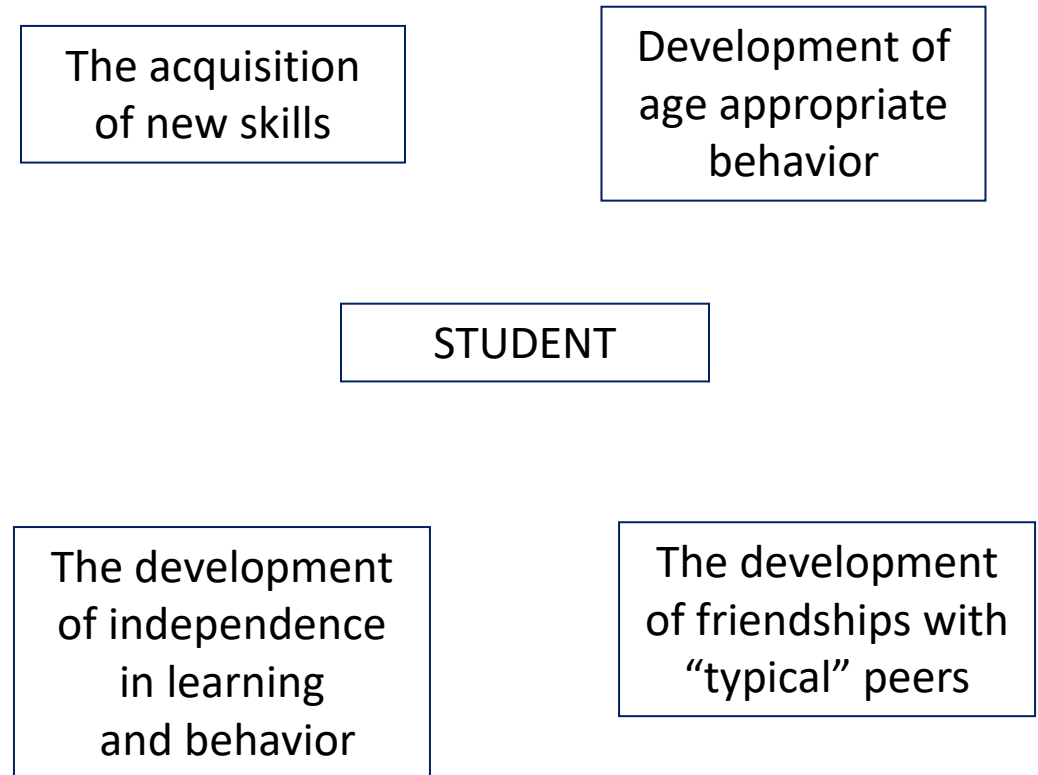 The acquisition
of new skills
Development of
age appropriate
behavior
STUDENT
The development
of independence
in learning
and behavior
The development
of friendships with
“typical” peers